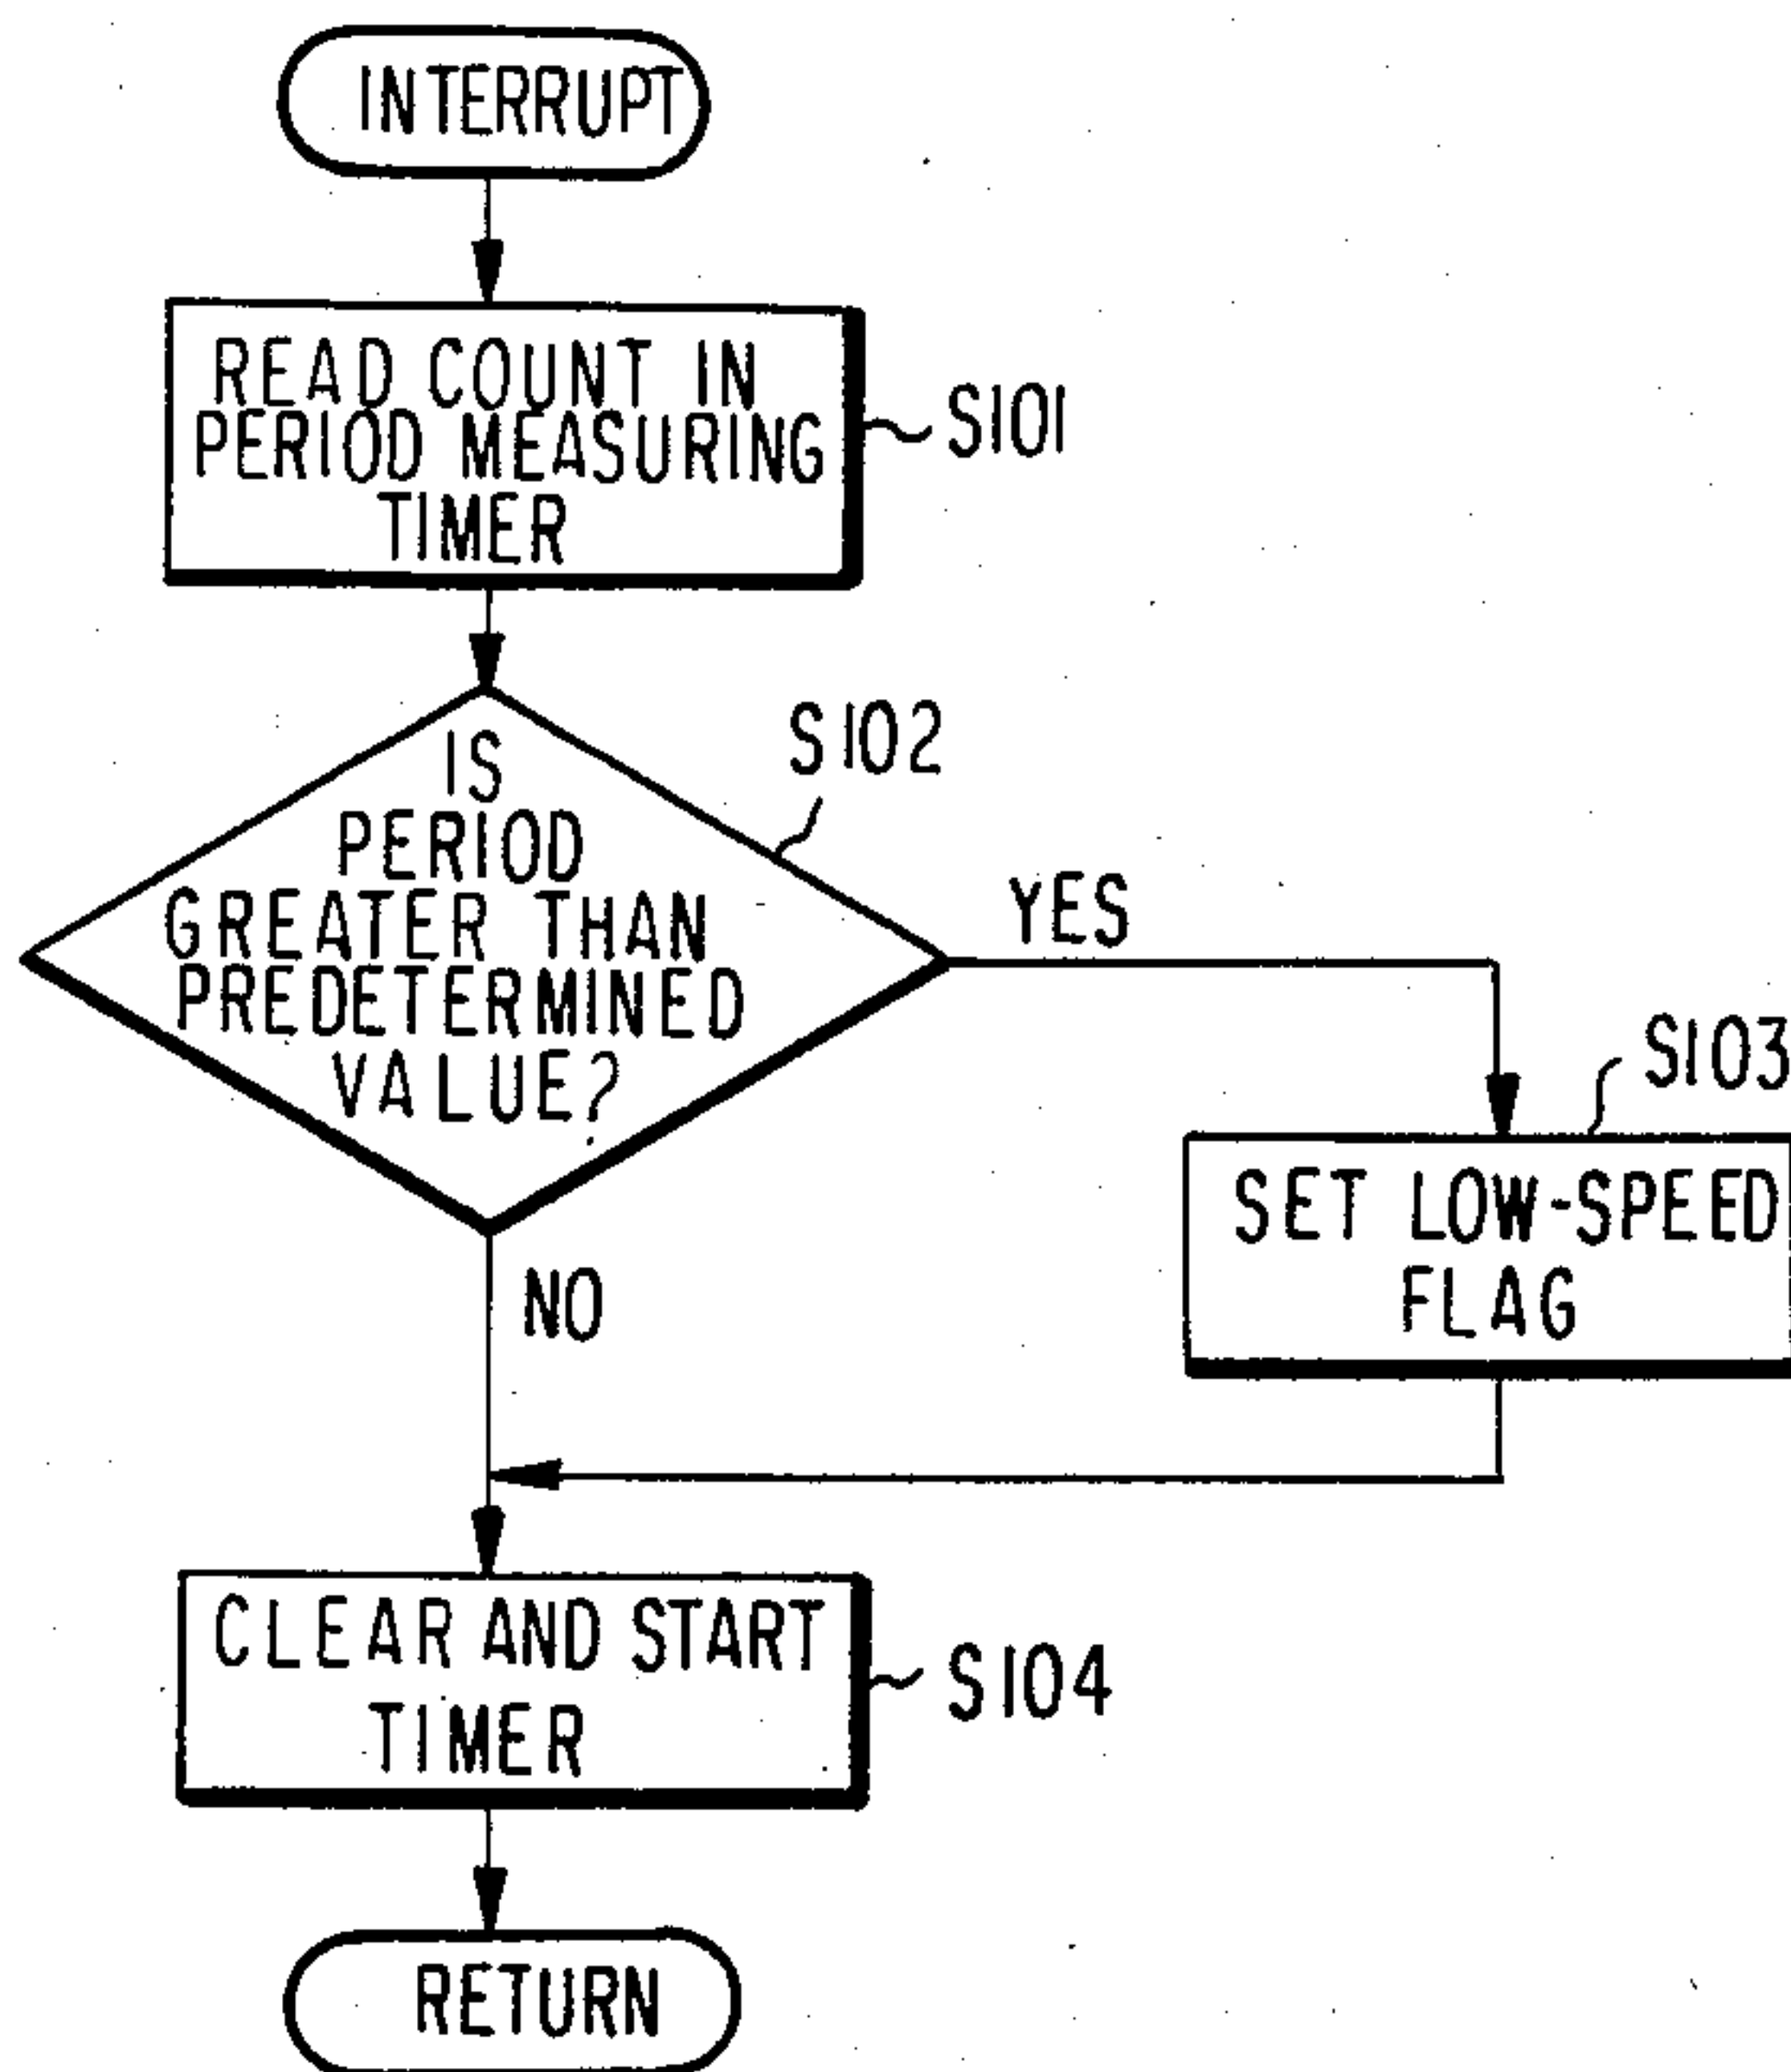 INTERRUPT
READ COUNT IN
PERIOD MEASURING
TIMER
S101
IS
PERIOD
GREATER THAN
PREDETERMINED
VALUE?
S102
YES
NO
S103
SET LOW-SPEED
FLAG
CLEAR AND START
TIMER
S104
RETURN